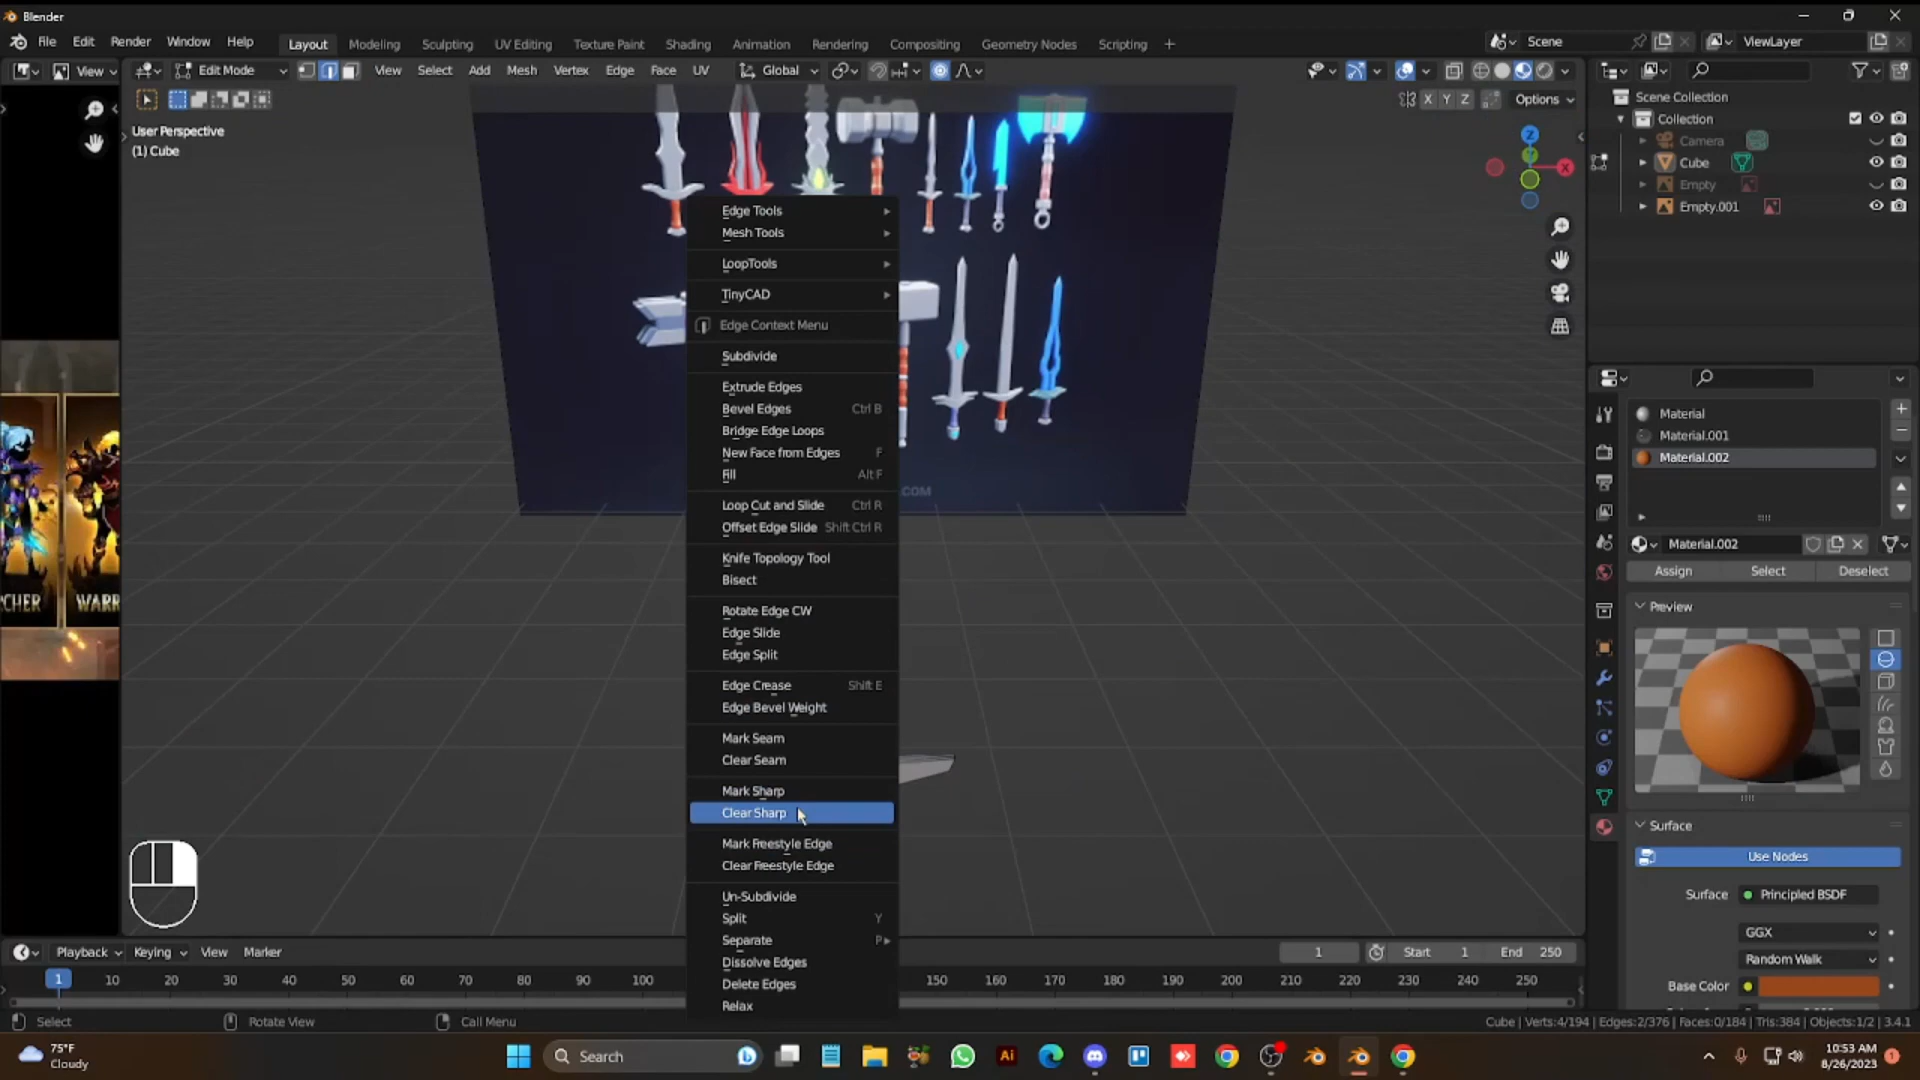 Blender
File Edit Render Window Help
Layout Modeling Sculpting UV Editing Texture Paint Shading Animation Rendering Compositing Geometry Nodes Scripting +
Scene
ViewLayer
View
Edit Mode
View Select Add Mesh Vertex Edge Face UV
Global
X Y Z
Options
User Perspective
(1) Cube
Z
X
Scene Collection
Collection
Camera
Cube
Empty
Empty.001
Edge Tools
Mesh Tools
LoopTools
TinyCAD
Edge Context Menu
Subdivide
Extrude Edges
Bevel Edges Ctrl B
Bridge Edge Loops
New Face from Edges F
Fill Alt F
Loop Cut and Slide Ctrl R
Offset Edge Slide Shift Ctrl R
Knife Topology Tool
Bisect
Rotate Edge CW
Edge Slide
Edge Split
Edge Crease Shift E
Edge Bevel Weight
Mark Seam
Clear Seam
Mark Sharp
Clear Sharp
Mark Freestyle Edge
Clear Freestyle Edge
Un-Subdivide
Split Y
Separate P
Dissolve Edges
Delete Edges
Relax
.COM
CHER
WARR
Material
Material.001
Material.002
Material.002
Assign Select Deselect
Preview
Surface
Use Nodes
Surface Principled BSDF
GGX
Random Walk
Base Color
Playback Keying View Marker
1 Start 1 End 250
1 10 20 30 40 50 60 70 80 90 100 150 160 170 180 190 200 210 220 230 240 250
Select Rotate View Call Menu
Cube | Verts:4/194 | Edges:2/376 | Faces:0/184 | Tris:384 | Objects:1/2 | 3.4.1
75°F
Cloudy
Search
Ai
10:53 AM
8/26/2023
1